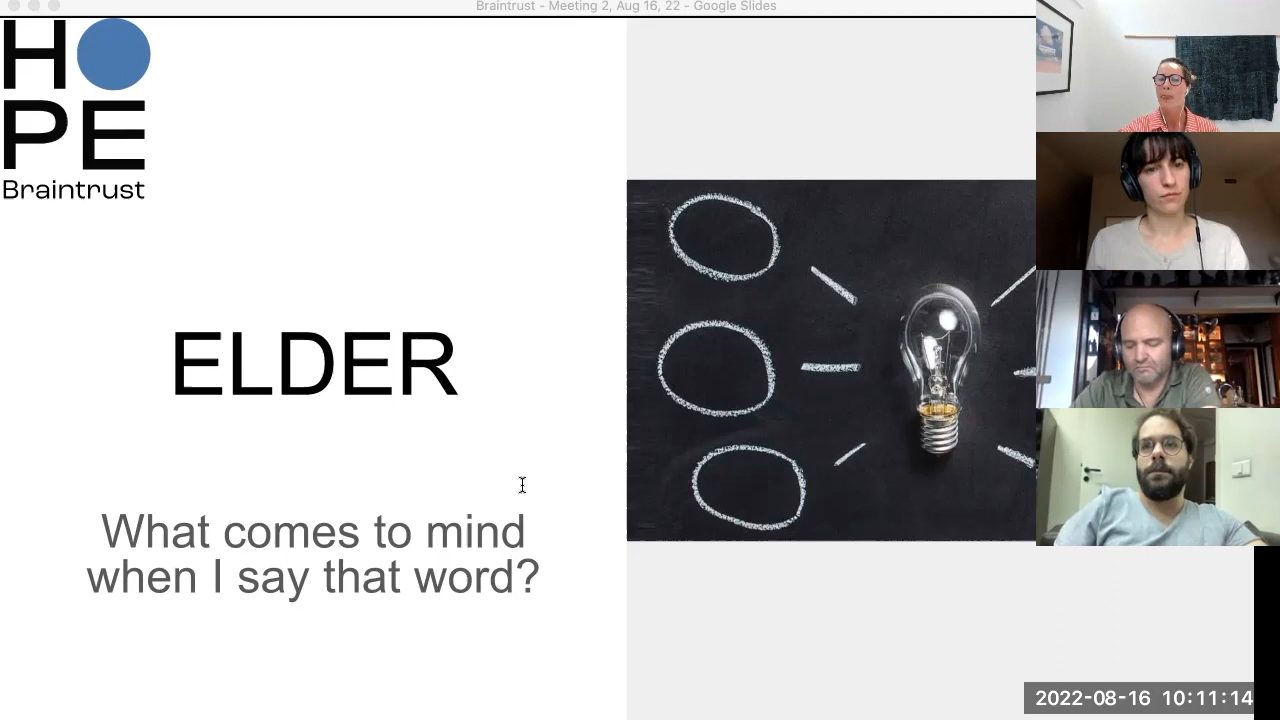 Braintrust - Meeting 2, Aug 16, 22 - Google Slides
HOPE
Braintrust
ELDER
What comes to mind
when I say that word?
2022-08-16 10:11:14